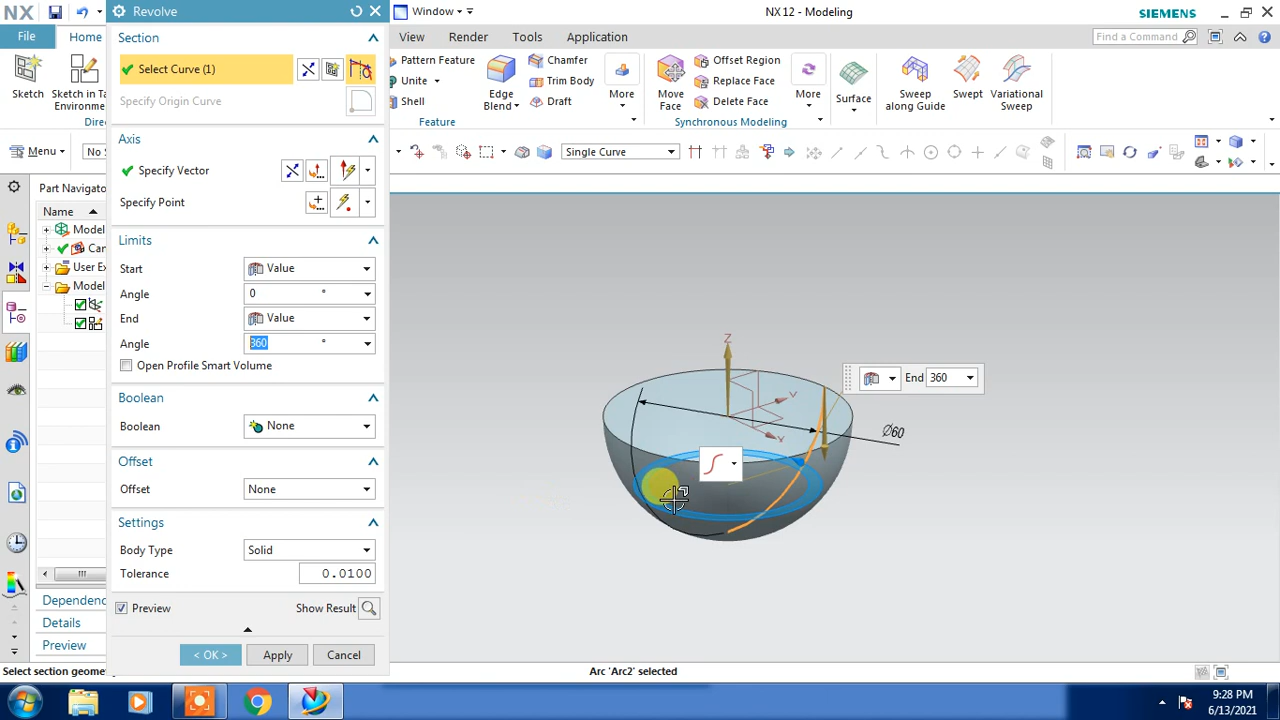 NX
Revolve
Window
NX 12 - Modeling
SIEMENS
File
Home
Section
View
Render
Tools
Application
Find a Command
Select Curve (1)
Specify Origin Curve
Sketch
Sketch in Ta
Environme
Direc
Pattern Feature
Unite
Shell
Edge
Blend
Chamfer
Trim Body
Draft
More
Feature
Move
Face
Offset Region
Replace Face
Delete Face
More
Synchronous Modeling
Surface
Sweep
along Guide
Swept
Variational
Sweep
Axis
Menu
No S
Specify Vector
Single Curve
Part Navigato
Specify Point
Name
Model
Can
User Ex
Model
Limits
Start
Value
Angle
0
°
End
Value
Angle
360
°
Open Profile Smart Volume
Boolean
Boolean
None
Offset
Offset
None
Settings
Body Type
Solid
Tolerance
0.0100
Preview
Show Result
< OK >
Apply
Cancel
Dependenc
Details
Preview
Z
Y
End
360
Ø60
Select section geomet
Arc 'Arc2' selected
9:28 PM
6/13/2021